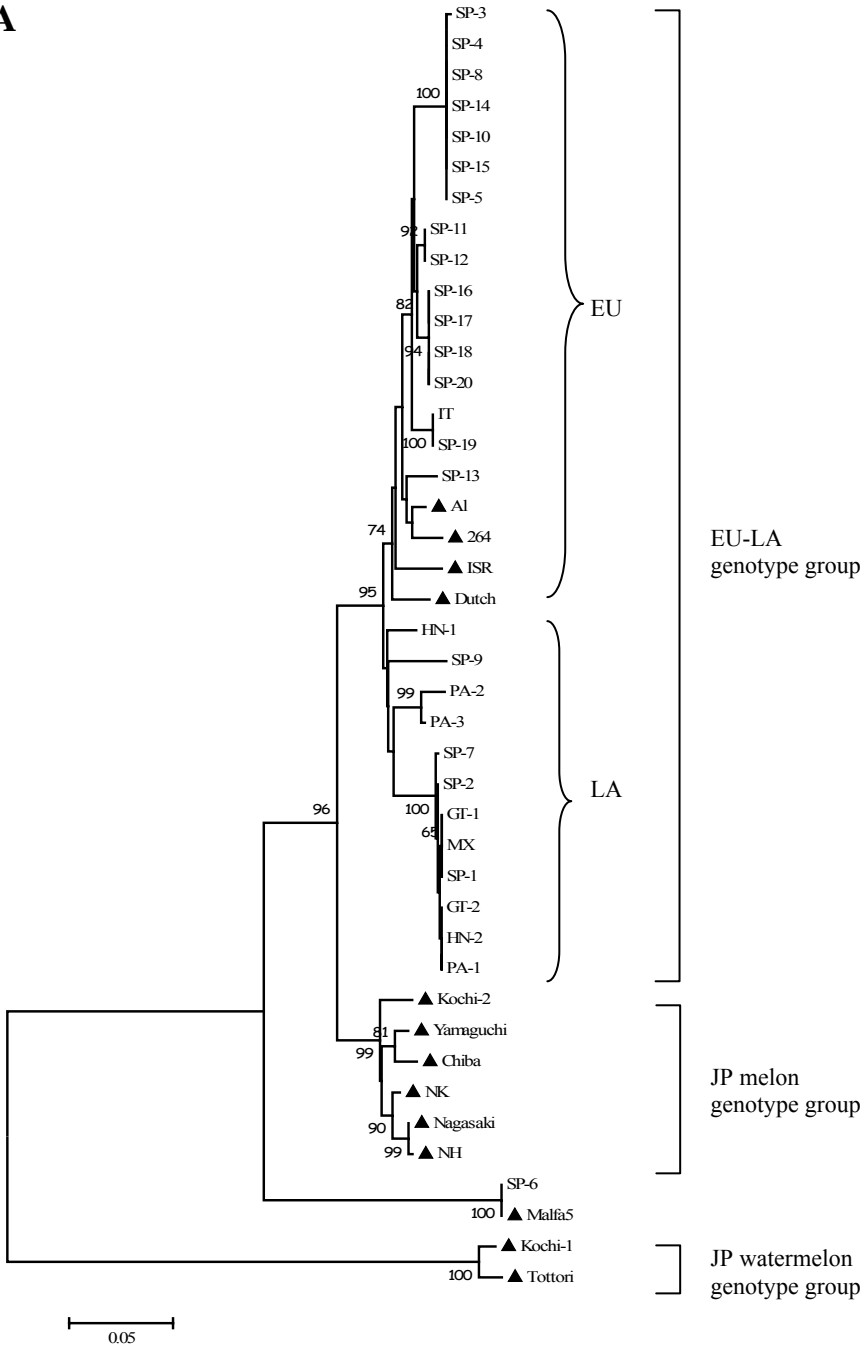 A
SP-3
SP-4
SP-8
100
SP-14
SP-10
SP-15
SP-5
92
SP-11
SP-12
SP-16
82
EU
SP-17
94
SP-18
SP-20
IT
100
SP-19
SP-13
▲ Al
74
▲ 264
EU-LA
genotype group
▲ ISR
95
▲ Dutch
HN-1
SP-9
99
PA-2
PA-3
SP-7
SP-2
LA
96
100
GT-1
65
MX
SP-1
GT-2
HN-2
PA-1
▲ Kochi-2
81
▲ Yamaguchi
99
▲ Chiba
JP melon
genotype group
▲ NK
90
▲ Nagasaki
99
▲ NH
SP-6
100
▲ Malfa5
▲ Kochi-1
JP watermelon
genotype group
100
▲ Tottori
0.05